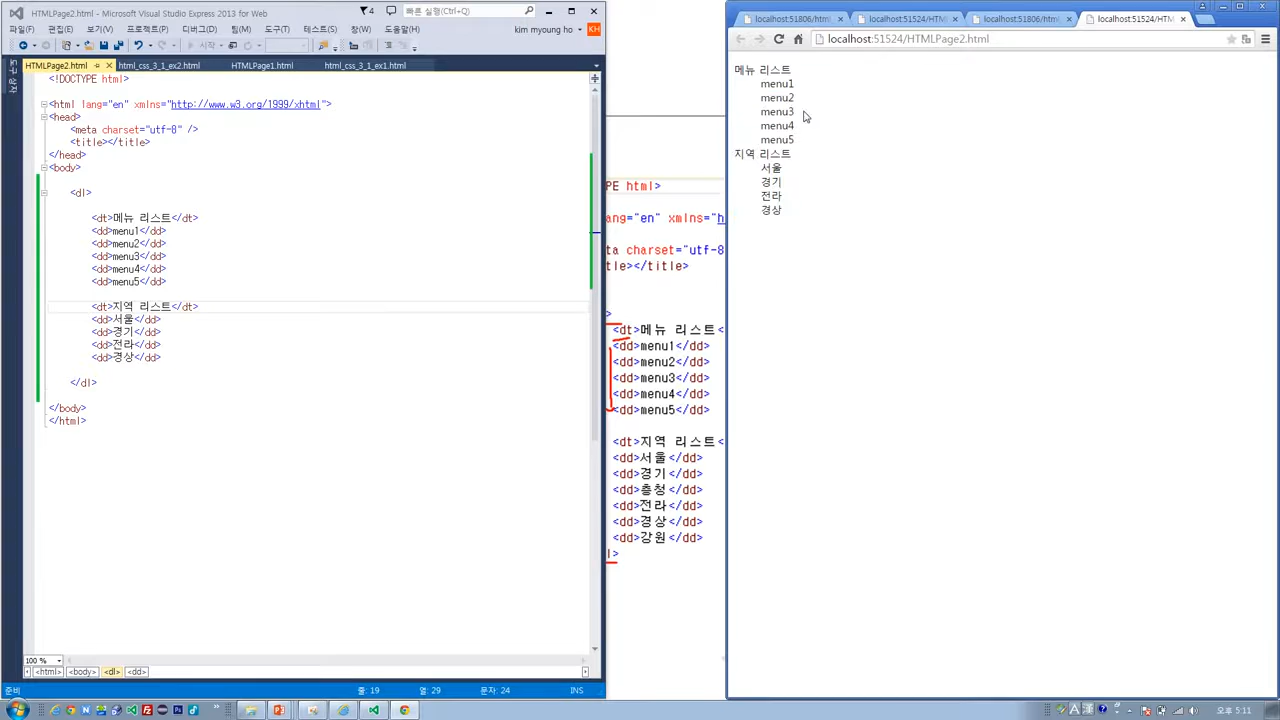 HTMLPage2.html - Microsoft Visual Studio Express 2013 for Web
4
빠른 실행(Ctrl+Q)
파일(F) 편집(E) 보기(V) 프로젝트(P) 디버그(D) 팀(M) 도구(T) 테스트(S)
kim myoung ho KH
창(W) 도움말(H)
도구 상자
HTMLPage2.html html_css_3_1_ex2.html HTMLPage1.html html_css_3_1_ex1.html
<!DOCTYPE html>
<html lang="en" xmlns="http://www.w3.org/1999/xhtml">
<head>
<meta charset="utf-8" />
<title></title>
</head>
<body>
<dl>
<dt>메뉴 리스트</dt>
<dd>menu1</dd>
<dd>menu2</dd>
<dd>menu3</dd>
<dd>menu4</dd>
<dd>menu5</dd>
<dt>지역 리스트</dt>
<dd>서울</dd>
<dd>경기</dd>
<dd>전라</dd>
<dd>경상</dd>
</dl>
</body>
</html>
100 %
<html> <body> <dl> <dd>
준비 줄: 19 열: 29 문자: 24 INS
PE html>
ang="en" xmlns="h
ta charset="utf-8
tle></title>
>
<dt>메뉴 리스트<
<dd>menu1</dd>
<dd>menu2</dd>
<dd>menu3</dd>
<dd>menu4</dd>
<dd>menu5</dd>
<dt>지역 리스트<
<dd>서울</dd>
<dd>경기</dd>
<dd>충청</dd>
<dd>전라</dd>
<dd>경상</dd>
<dd>강원</dd>
l>
localhost:51806/html localhost:51524/HTML localhost:51806/html localhost:51524/HTM
localhost:51524/HTMLPage2.html
메뉴 리스트
menu1
menu2
menu3
menu4
menu5
지역 리스트
서울
경기
전라
경상
A 漢
오후 5:11